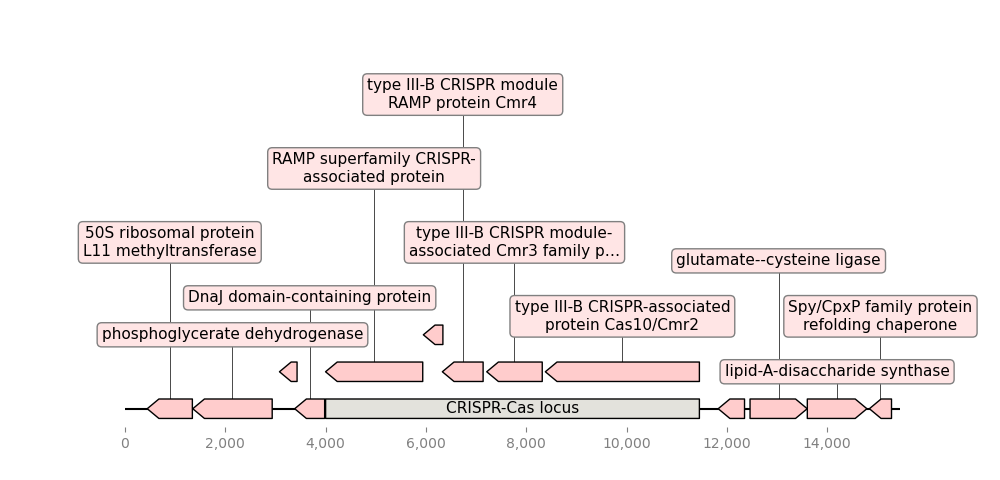 type III-B CRISPR module
RAMP protein Cmr4
RAMP superfamily CRISPR-
associated protein
50S ribosomal protein
L11 methyltransferase
type III-B CRISPR module-
associated Cmr3 family p…
glutamate--cysteine ligase
DnaJ domain-containing protein
type III-B CRISPR-associated
protein Cas10/Cmr2
Spy/CpxP family protein
refolding chaperone
phosphoglycerate dehydrogenase
lipid-A-disaccharide synthase
CRISPR-Cas locus
0 2,000 4,000 6,000 8,000 10,000 12,000 14,000